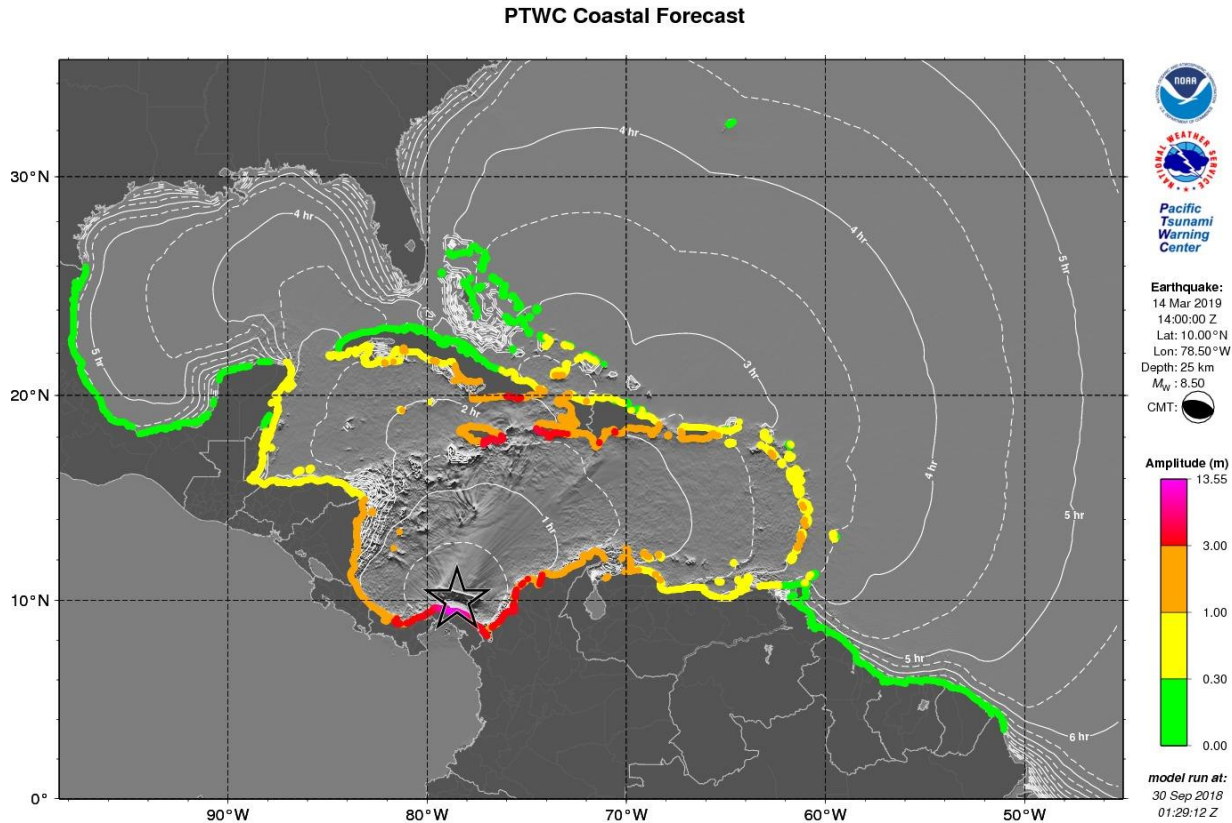 PTWC Coastal Forecast
NOAA
NATIONAL WEATHER SERVICE
Pacific
Tsunami
Warning
Center
Earthquake:
14 Mar 2019
14:00:00 Z
Lat: 10.00°N
Lon: 78.50°W
Depth: 25 km
MW : 8.50
CMT:
Amplitude (m)
13.55
3.00
1.00
0.30
0.00
model run at:
30 Sep 2018
01:29:12 Z
30°N
20°N
10°N
0°
90°W
80°W
70°W
60°W
50°W
4 hr
4 hr
4 hr
5 hr
5 hr
3 hr
2 hr
4 hr
1 hr
5 hr
5 hr
6 hr